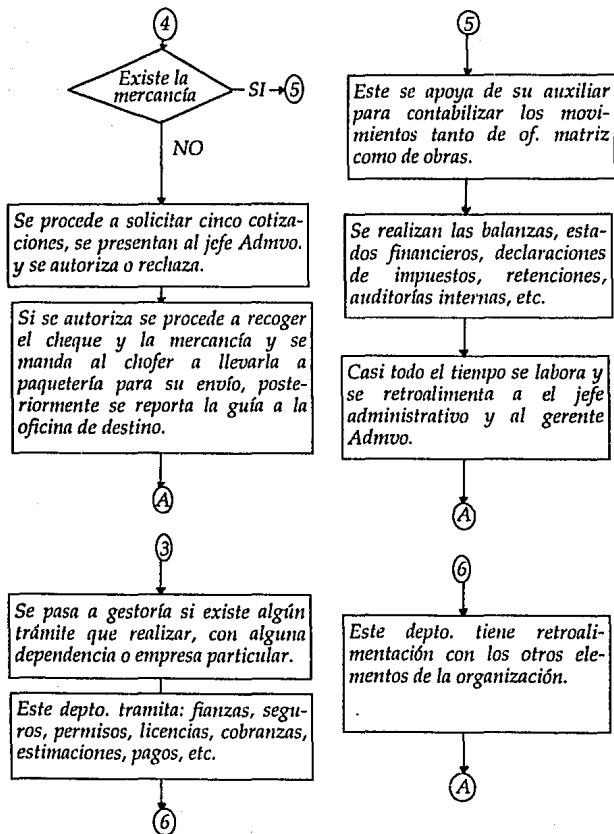 4
Existe la
mercancía
SI
5
NO
Se procede a solicitar cinco cotiza-
ciones, se presentan al jefe Admvo.
y se autoriza o rechaza.
Si se autoriza se procede a recoger
el cheque y la mercancía y se
manda al chofer a llevarla a
paquetería para su envío, poste-
riormente se reporta la guía a la
oficina de destino.
A
5
Este se apoya de su auxiliar
para contabilizar los movi-
mientos tanto de of. matriz
como de obras.
Se realizan las balanzas, esta-
dos financieros, declaraciones
de impuestos, retenciones,
auditorías internas, etc.
Casi todo el tiempo se labora y
se retroalimenta a el jefe
administrativo y al gerente
Admvo.
A
3
Se pasa a gestoría si existe algún
trámite que realizar, con alguna
dependencia o empresa particular.
Este depto. tramita: fianzas, segu-
ros, permisos, licencias, cobranzas,
estimaciones, pagos, etc.
6
6
Este depto. tiene retroali-
mentación con los otros ele-
mentos de la organización.
A